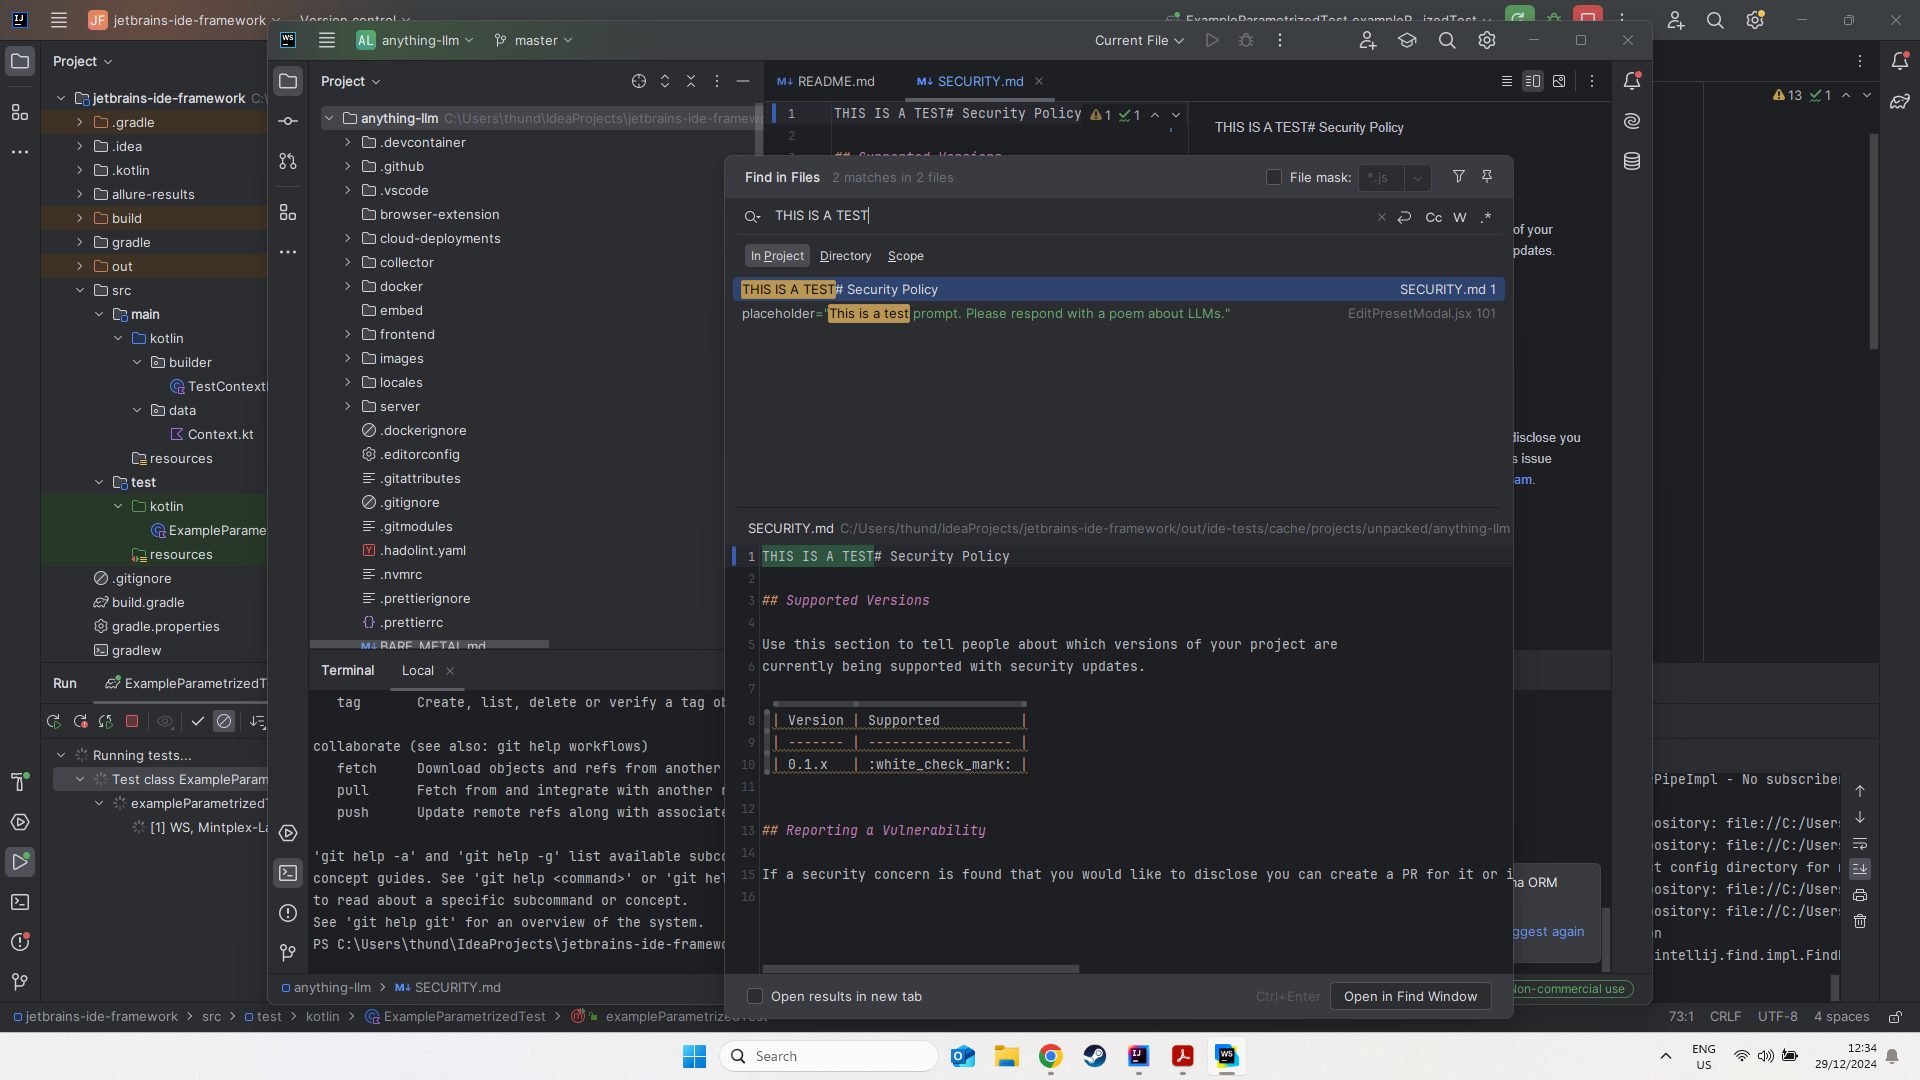 JF jetbrains-ide-framework Version control ExampleParametrizedTest.exampleP...izedTest
AL anything-llm master Current File
Project
jetbrains-ide-framework C:\
.gradle
.idea
.kotlin
allure-results
build
gradle
out
src
main
kotlin
builder
TestContextB
data
Context.kt
resources
test
kotlin
ExampleParame
resources
.gitignore
build.gradle
gradle.properties
gradlew
Project
anything-llm C:\Users\thund\IdeaProjects\jetbrains-ide-framewo
.devcontainer
.github
.vscode
browser-extension
cloud-deployments
collector
docker
embed
frontend
images
locales
server
.dockerignore
.editorconfig
.gitattributes
.gitignore
.gitmodules
.hadolint.yaml
.nvmrc
.prettierignore
.prettierrc
BARE_METAL.md
README.md SECURITY.md
1 THIS IS A TEST# Security Policy 1 1
2
## Supported Versions
THIS IS A TEST# Security Policy
of your
pdates.
disclose you
s issue
am.
13 1
Find in Files 2 matches in 2 files File mask: *.js
THIS IS A TEST Cc W .*
In Project Directory Scope
THIS IS A TEST# Security Policy SECURITY.md 1
placeholder="This is a test prompt. Please respond with a poem about LLMs." EditPresetModal.jsx 101
SECURITY.md C:/Users/thund/IdeaProjects/jetbrains-ide-framework/out/ide-tests/cache/projects/unpacked/anything-llm
1 THIS IS A TEST# Security Policy
2
3 ## Supported Versions
4
5 Use this section to tell people about which versions of your project are
6 currently being supported with security updates.
7
8 | Version | Supported |
9 | ------- | ------------------ |
10 | 0.1.x | :white_check_mark: |
11
12
13 ## Reporting a Vulnerability
14
15 If a security concern is found that you would like to disclose you can create a PR for it or i
16
Open results in new tab Ctrl+Enter Open in Find Window
Terminal Local
tag Create, list, delete or verify a tag ob
collaborate (see also: git help workflows)
fetch Download objects and refs from another
pull Fetch from and integrate with another r
push Update remote refs along with associate
'git help -a' and 'git help -g' list available subco
concept guides. See 'git help <command>' or 'git hel
to read about a specific subcommand or concept.
See 'git help git' for an overview of the system.
PS C:\Users\thund\IdeaProjects\jetbrains-ide-framewo
anything-llm SECURITY.md
Non-commercial use
Run ExampleParametrizedT
Running tests...
Test class ExampleParam
exampleParametrizedT
[1] WS, Mintplex-La
na ORM
ggest again
PipeImpl - No subscriber
ository: file://C:/Users
ository: file://C:/Users
t config directory for
ository: file://C:/Users
ository: file://C:/Users
n
intellij.find.impl.Find
jetbrains-ide-framework src test kotlin ExampleParametrizedTest exampleParametrizedTest 73:1 CRLF UTF-8 4 spaces
Search
ENG
US
12:34
29/12/2024